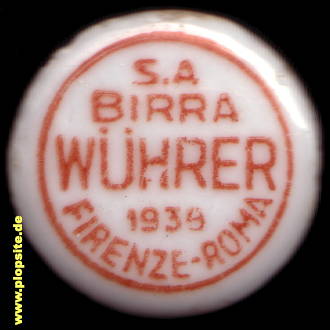 S.A
BIRRA
WÜHRER
1939
FIRENZE-ROMA
www.plopsite.de